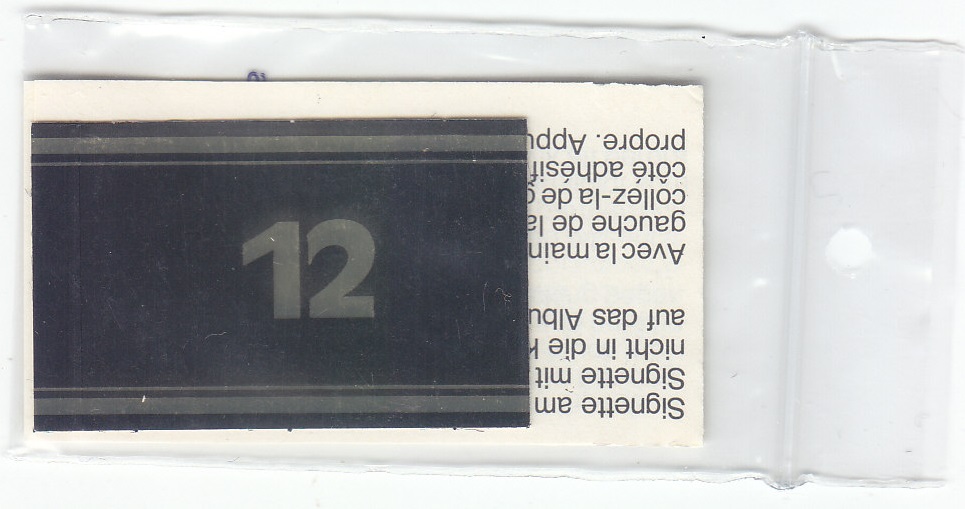 12
Signette am
Signette mit
nicht in die
auf das Albu
Avec la main
gauche de la
collez-la de
côté adhésif
propre. Appu